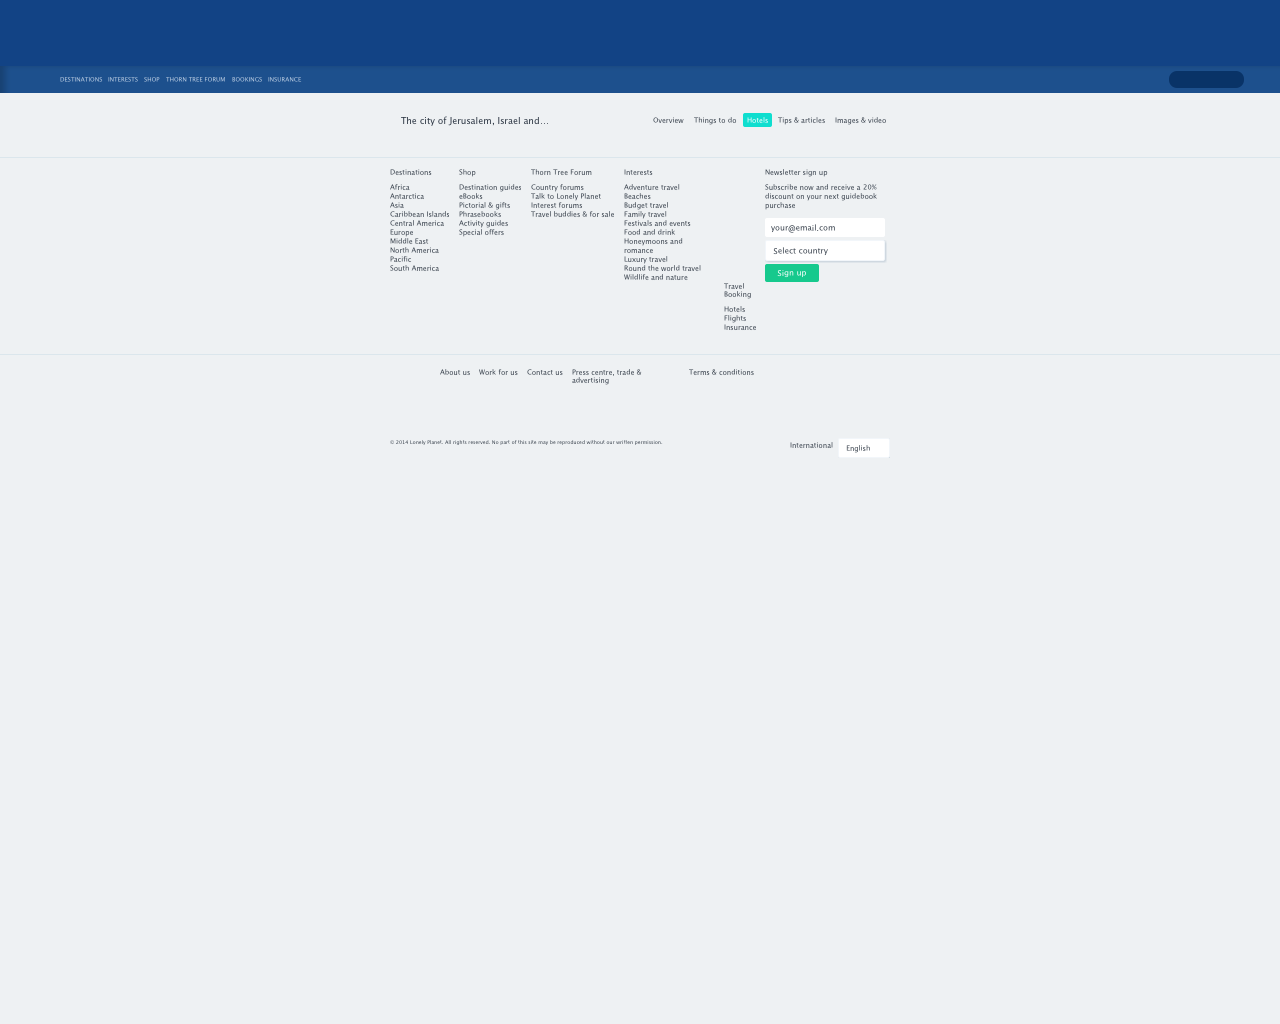 DESTINATIONS INTERESTS SHOP THORN TREE FORUM BOOKINGS INSURANCE
The city of Jerusalem, Israel and...
Overview Things to do Hotels Tips & articles Images & video
Destinations
Africa
Antarctica
Asia
Caribbean Islands
Central America
Europe
Middle East
North America
Pacific
South America
Shop
Destination guides
eBooks
Pictorial & gifts
Phrasebooks
Activity guides
Special offers
Thorn Tree Forum
Country forums
Talk to Lonely Planet
Interest forums
Travel buddies & for sale
Interests
Adventure travel
Beaches
Budget travel
Family travel
Festivals and events
Food and drink
Honeymoons and
romance
Luxury travel
Round the world travel
Wildlife and nature
Travel
Booking
Hotels
Flights
Insurance
Newsletter sign up
Subscribe now and receive a 20%
discount on your next guidebook
purchase
your@email.com
Select country
Sign up
About us Work for us Contact us Press centre, trade &
advertising
Terms & conditions
© 2014 Lonely Planet. All rights reserved. No part of this site may be reproduced without our written permission.
International English